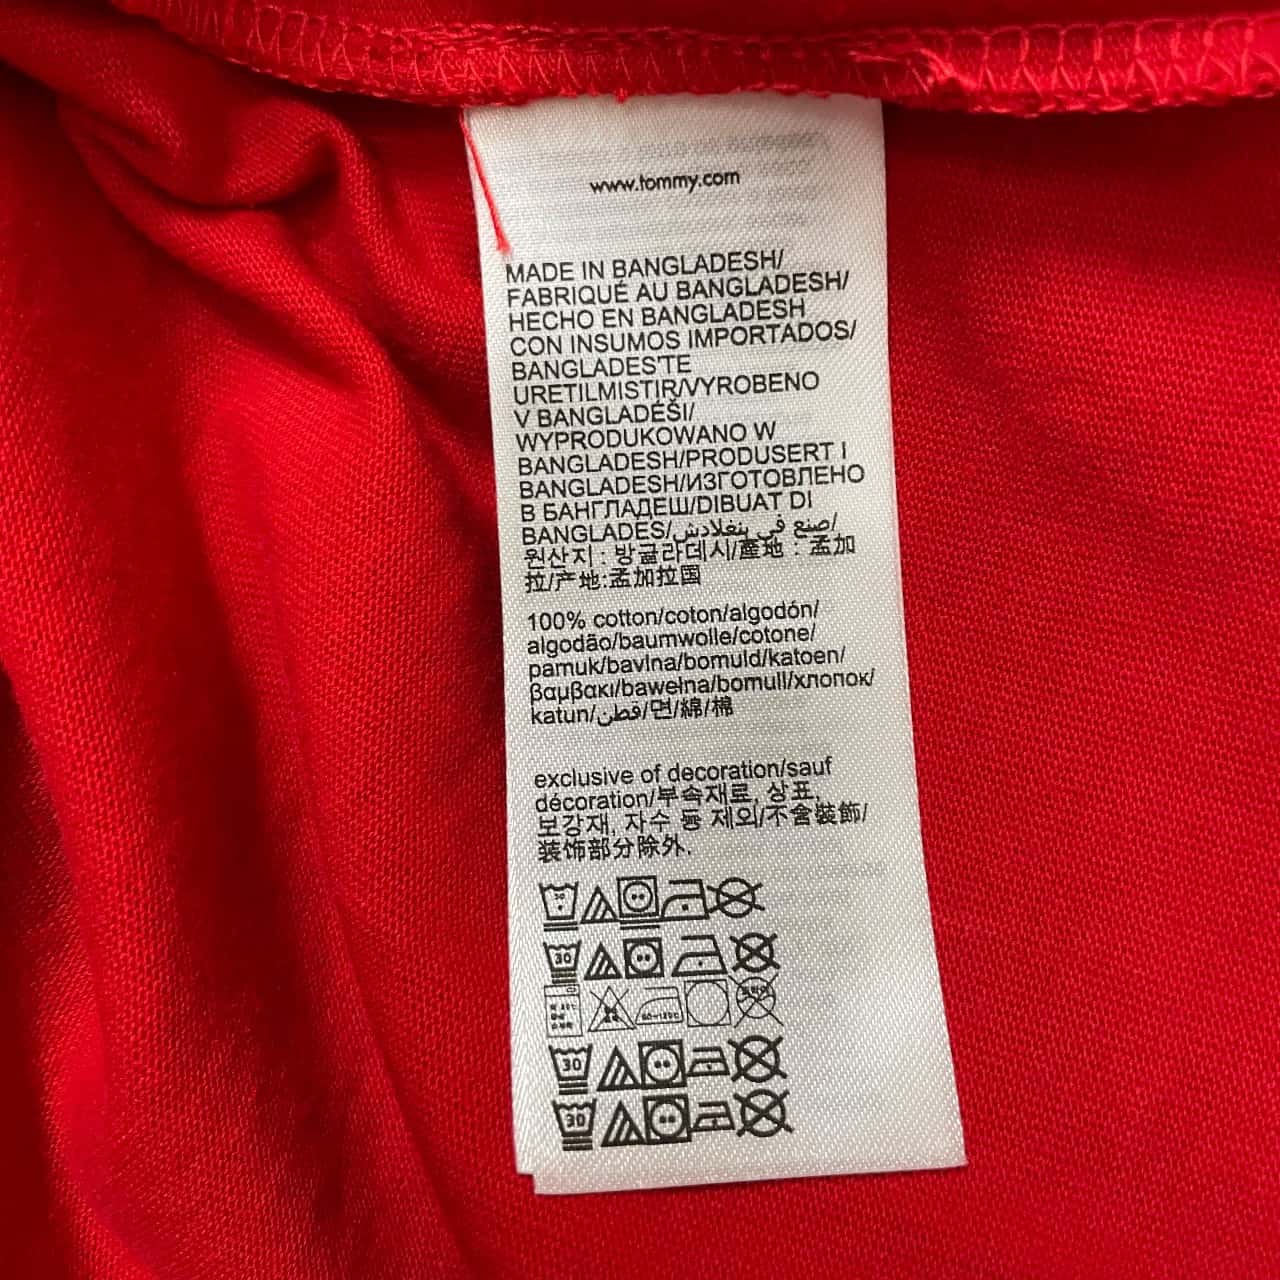 www.tommy.com
MADE IN BANGLADESH/
FABRIQUÉ AU BANGLADESH/
HECHO EN BANGLADESH
CON INSUMOS IMPORTADOS/
BANGLADES'TE
URETILMISTIR/VYROBENO
V BANGLADÉŠI/
WYPRODUKOWANO W
BANGLADESH/PRODUSERT I
BANGLADESH/ИЗГОТОВЛЕНО
В БАНГЛАДЕШ/DIBUAT DI
BANGLADES/صنع في بنغلادش/
원산지 : 방글라데시/產地 : 孟加
拉/产地:孟加拉国
100% cotton/coton/algodón/
algodão/baumwolle/cotone/
pamuk/bavlna/bomuld/katoen/
βαμβακι/bawełna/bomull/хлопок/
katun/قطن/면/綿/棉
exclusive of decoration/sauf
décoration/부속재료, 상표,
보강재, 자수 등 제외/不含裝飾/
装饰部分除外.
30
30
30
30